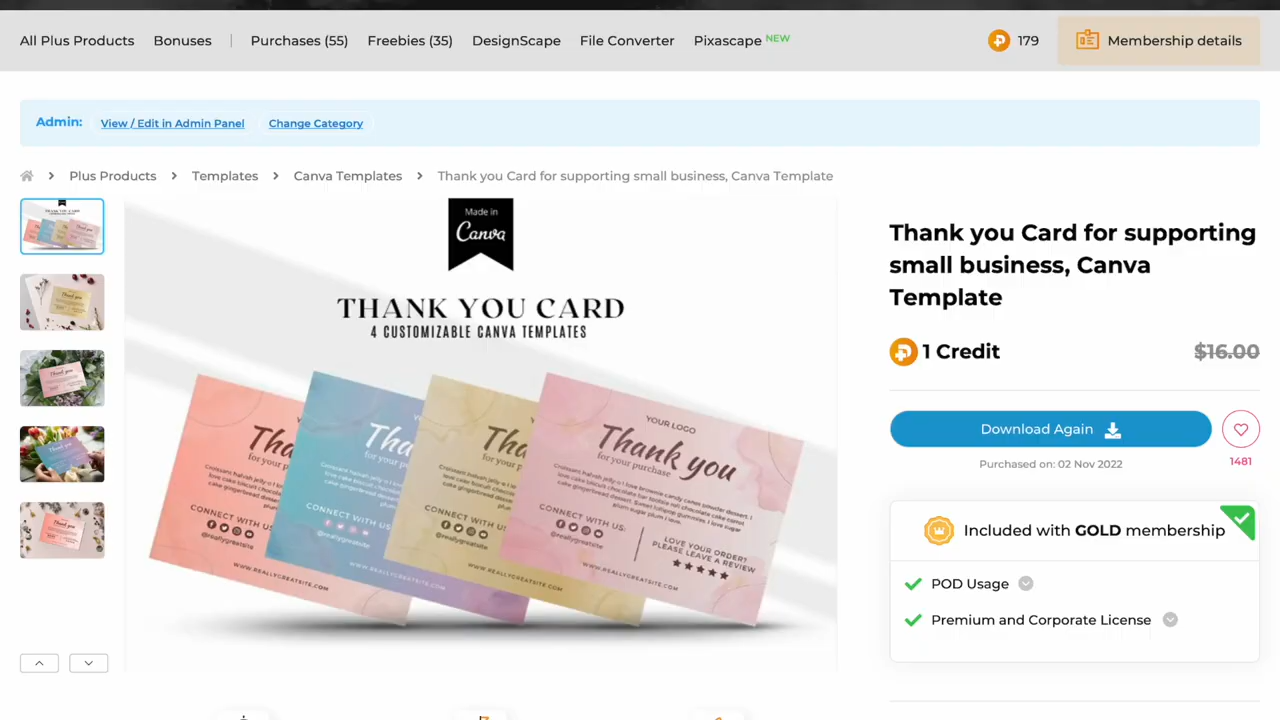 All Plus Products Bonuses Purchases (55) Freebies (35) DesignScape File Converter Pixascape NEW 179 Membership details
Admin: View / Edit in Admin Panel Change Category
Plus Products Templates Canva Templates Thank you Card for supporting small business, Canva Template
Made in
Canva
THANK YOU CARD
4 CUSTOMIZABLE CANVA TEMPLATES
YOUR LOGO
Thank you
for your purchase
CONNECT WITH US:
@reallygreatsite
LOVE YOUR ORDER?
PLEASE LEAVE A REVIEW
WWW.REALLYGREATSITE.COM
Thank you Card for supporting
small business, Canva
Template
1 Credit $16.00
Download Again
1481
Purchased on: 02 Nov 2022
Included with GOLD membership
POD Usage
Premium and Corporate License